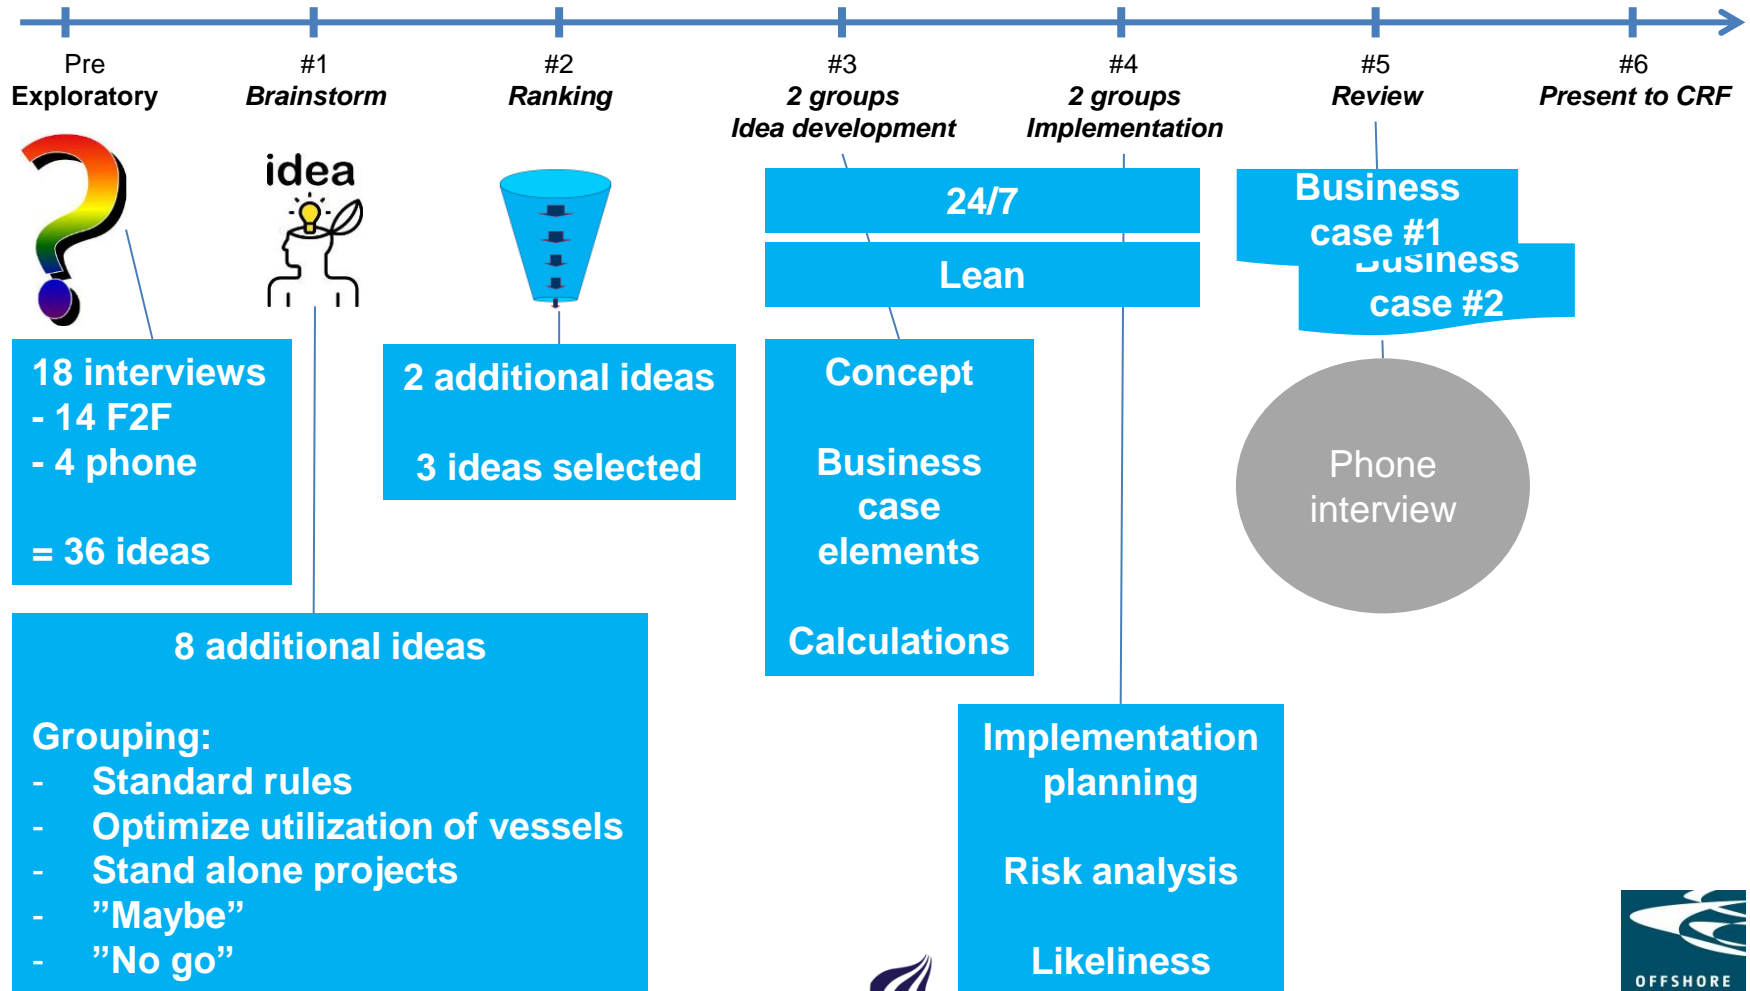 Pre
Exploratory
#1
Brainstorm
#2
Ranking
#3
2 groups
Idea development
#4
2 groups
Implementation
#5
Review
#6
Present to CRF
idea
24/7
Lean
Business
case #1
Business
case #2
18 interviews
- 14 F2F
- 4 phone
= 36 ideas
2 additional ideas
3 ideas selected
Concept
Business
case
elements
Calculations
Phone
interview
8 additional ideas
Grouping:
- Standard rules
- Optimize utilization of vessels
- Stand alone projects
- ”Maybe”
- ”No go”
Implementation
planning
Risk analysis
Likeliness
OFFSHORE